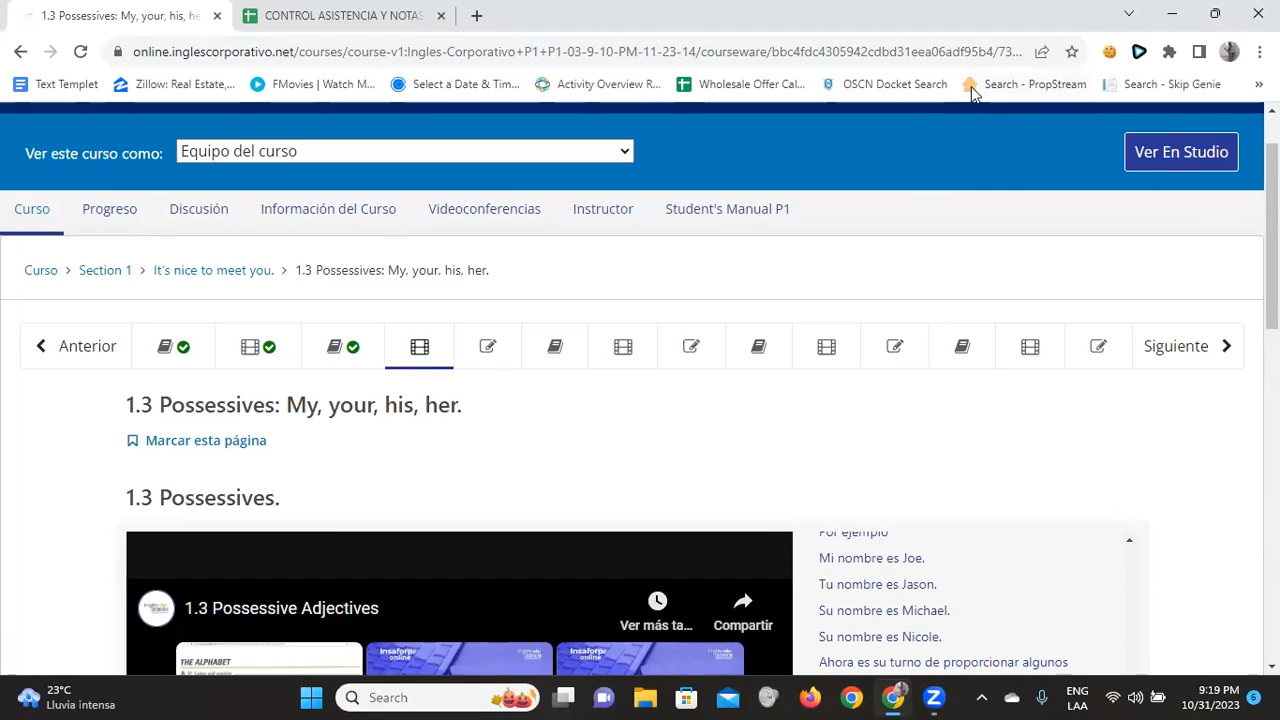 1.3 Possessives: My, your, his, he
CONTROL ASISTENCIA Y NOTAS
online.inglescorporativo.net/courses/course-v1:Ingles-Corporativo+P1+P1-03-9-10-PM-11-23-14/courseware/bbc4fdc4305942cdbd31eea06adf95b4/73...
Text Templet
Zillow: Real Estate,...
FMovies | Watch M...
Select a Date & Tim...
Activity Overview R...
Wholesale Offer Cal...
OSCN Docket Search
Search - PropStream
Search - Skip Genie
»
Ver este curso como:
Equipo del curso
Ver En Studio
Curso
Progreso
Discusión
Información del Curso
Videoconferencias
Instructor
Student's Manual P1
Curso > Section 1 > It's nice to meet you. > 1.3 Possessives: My, your, his, her.
Anterior
Siguiente
1.3 Possessives: My, your, his, her.
Marcar esta página
1.3 Possessives.
1.3 Possessive Adjectives
Ver más ta...
Compartir
THE ALPHABET
Insaforp online
Insaforp online
Por ejemplo
Mi nombre es Joe.
Tu nombre es Jason.
Su nombre es Michael.
Su nombre es Nicole.
Ahora es su turno de proporcionar algunos
23°C
Lluvia intensa
Search
ENG
LAA
9:19 PM
10/31/2023
6